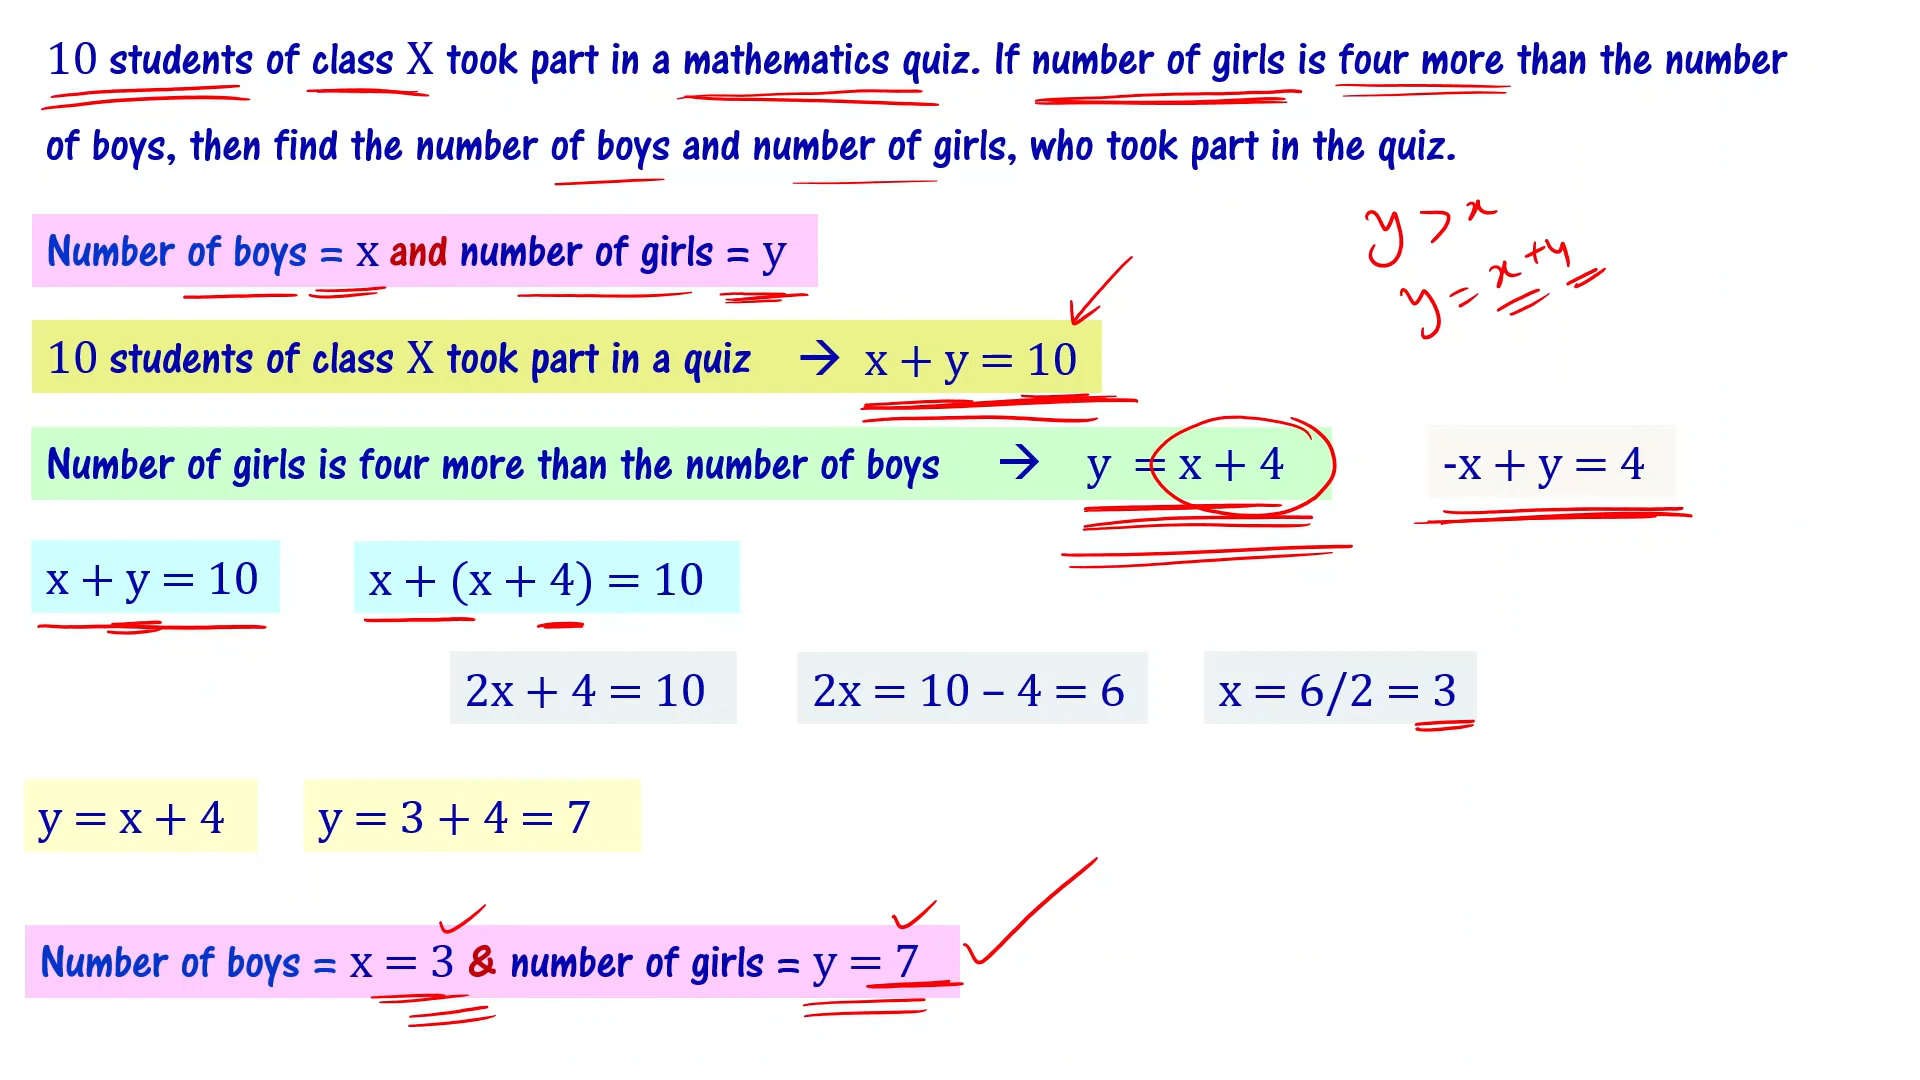 10 students of class X took part in a mathematics quiz. If number of girls is four more than the number
of boys, then find the number of boys and number of girls, who took part in the quiz.
y > x
Number of boys = x and number of girls = y
y = x + 4
10 students of class X took part in a quiz → x + y = 10
Number of girls is four more than the number of boys → y = x + 4 -x + y = 4
x + y = 10 x + (x + 4) = 10
2x + 4 = 10 2x = 10 – 4 = 6 x = 6/2 = 3
y = x + 4 y = 3 + 4 = 7
Number of boys = x = 3 & number of girls = y = 7